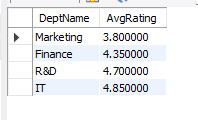 DeptName AvgRating
Marketing 3.800000
Finance 4.350000
R&D 4.700000
IT 4.850000